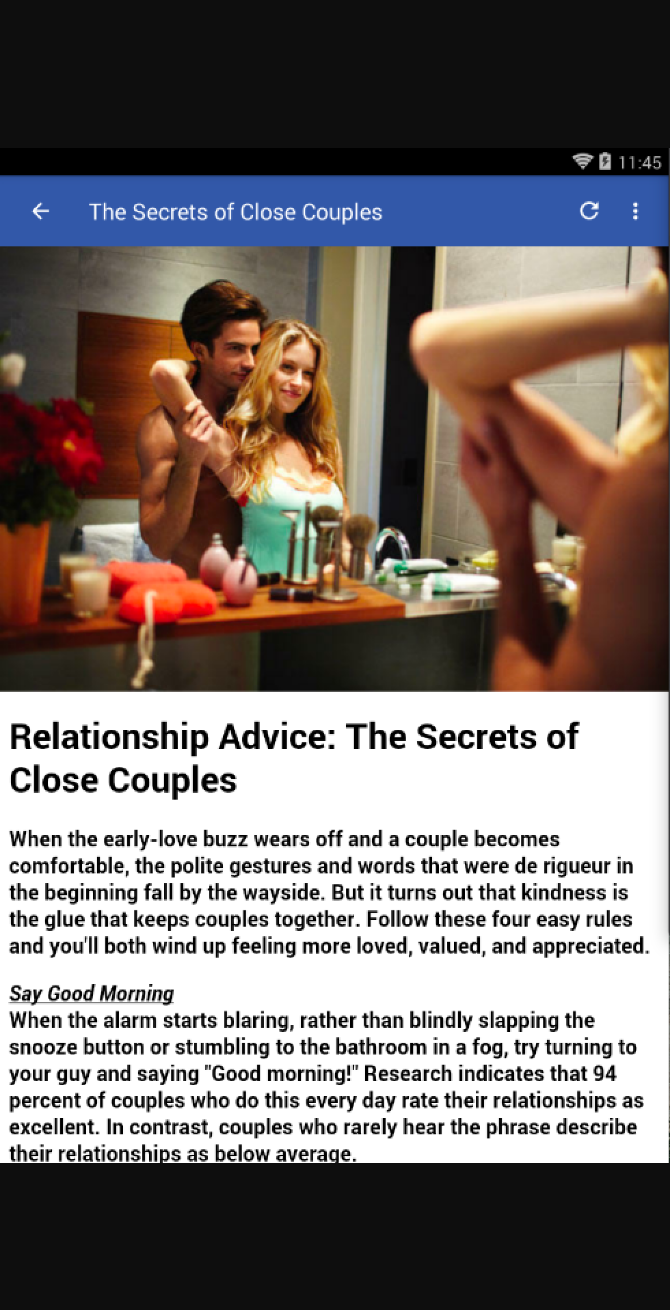 11:45
The Secrets of Close Couples
Relationship Advice: The Secrets of
Close Couples
When the early-love buzz wears off and a couple becomes
comfortable, the polite gestures and words that were de rigueur in
the beginning fall by the wayside. But it turns out that kindness is
the glue that keeps couples together. Follow these four easy rules
and you'll both wind up feeling more loved, valued, and appreciated.
Say Good Morning
When the alarm starts blaring, rather than blindly slapping the
snooze button or stumbling to the bathroom in a fog, try turning to
your guy and saying "Good morning!" Research indicates that 94
percent of couples who do this every day rate their relationships as
excellent. In contrast, couples who rarely hear the phrase describe
their relationships as below average.